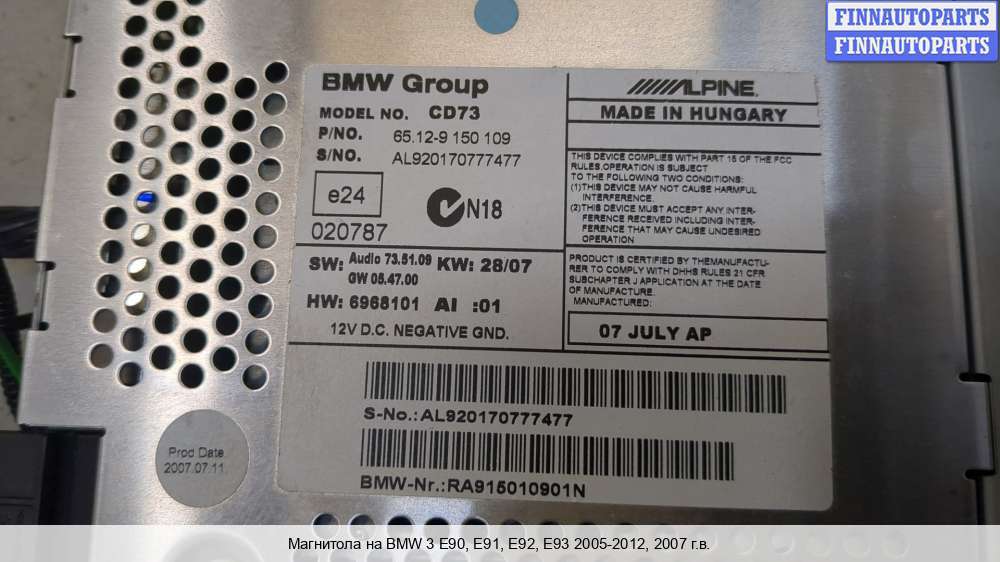 FINNAUTOPARTS
FINNAUTOPARTS
BMW Group
MODEL NO. CD73
P/NO. 65.12-9 150 109
S/NO. AL920170777477
e24
020787
N18
SW: Audio 73.51.09 KW: 28/07
GW 05.47.00
HW: 6968101 AI :01
12V D.C. NEGATIVE GND.
ALPINE.
MADE IN HUNGARY
THIS DEVICE COMPLIES WITH PART 15 OF THE FCC
RULES.OPERATION IS SUBJECT
TO THE FOLLOWING TWO CONDITIONS:
(1)THIS DEVICE MAY NOT CAUSE HARMFUL
INTERFERENCE.
(2)THIS DEVICE MUST ACCEPT ANY INTER-
FERENCE RECEIVED INCLUDING INTER-
FERENCE THAT MAY CAUSE UNDESIRED
OPERATION
PRODUCT IS CERTIFIED BY THEMANUFACTU-
RER TO COMPLY WITH DHHS RULES 21 CFR
SUBCHAPTER J APPLICATION AT THE DATE
OF MANUFACTURE.
MANUFACTURED:
07 JULY AP
S-No.:AL920170777477
BMW-Nr.:RA915010901N
Prod Date
2007.07.11.
Магнитола на BMW 3 E90, E91, E92, E93 2005-2012, 2007 г.в.